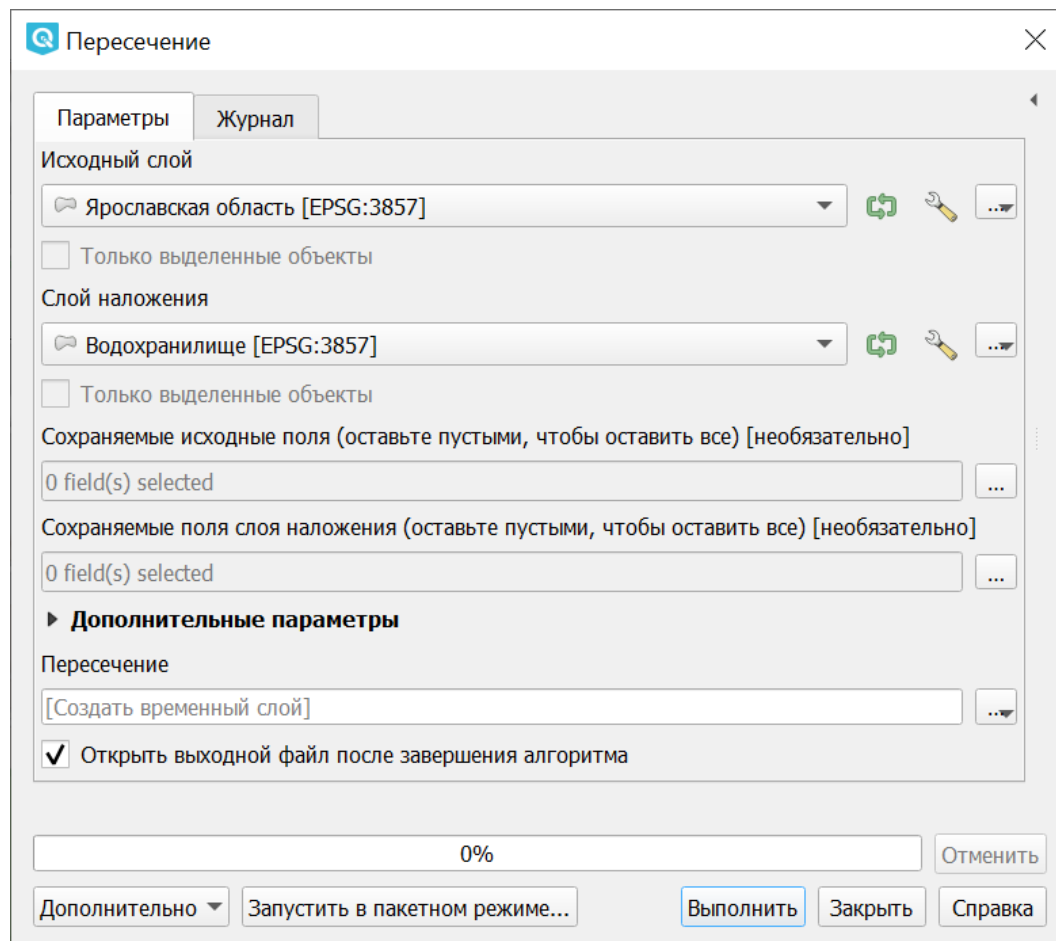 Пересечение
Параметры
Журнал
Исходный слой
Ярославская область [EPSG:3857]
...
Только выделенные объекты
Слой наложения
Водохранилище [EPSG:3857]
...
Только выделенные объекты
Сохраняемые исходные поля (оставьте пустыми, чтобы оставить все) [необязательно]
0 field(s) selected
...
Сохраняемые поля слоя наложения (оставьте пустыми, чтобы оставить все) [необязательно]
0 field(s) selected
...
Дополнительные параметры
Пересечение
[Создать временный слой]
...
Открыть выходной файл после завершения алгоритма
0%
Отменить
Дополнительно
Запустить в пакетном режиме...
Выполнить
Закрыть
Справка